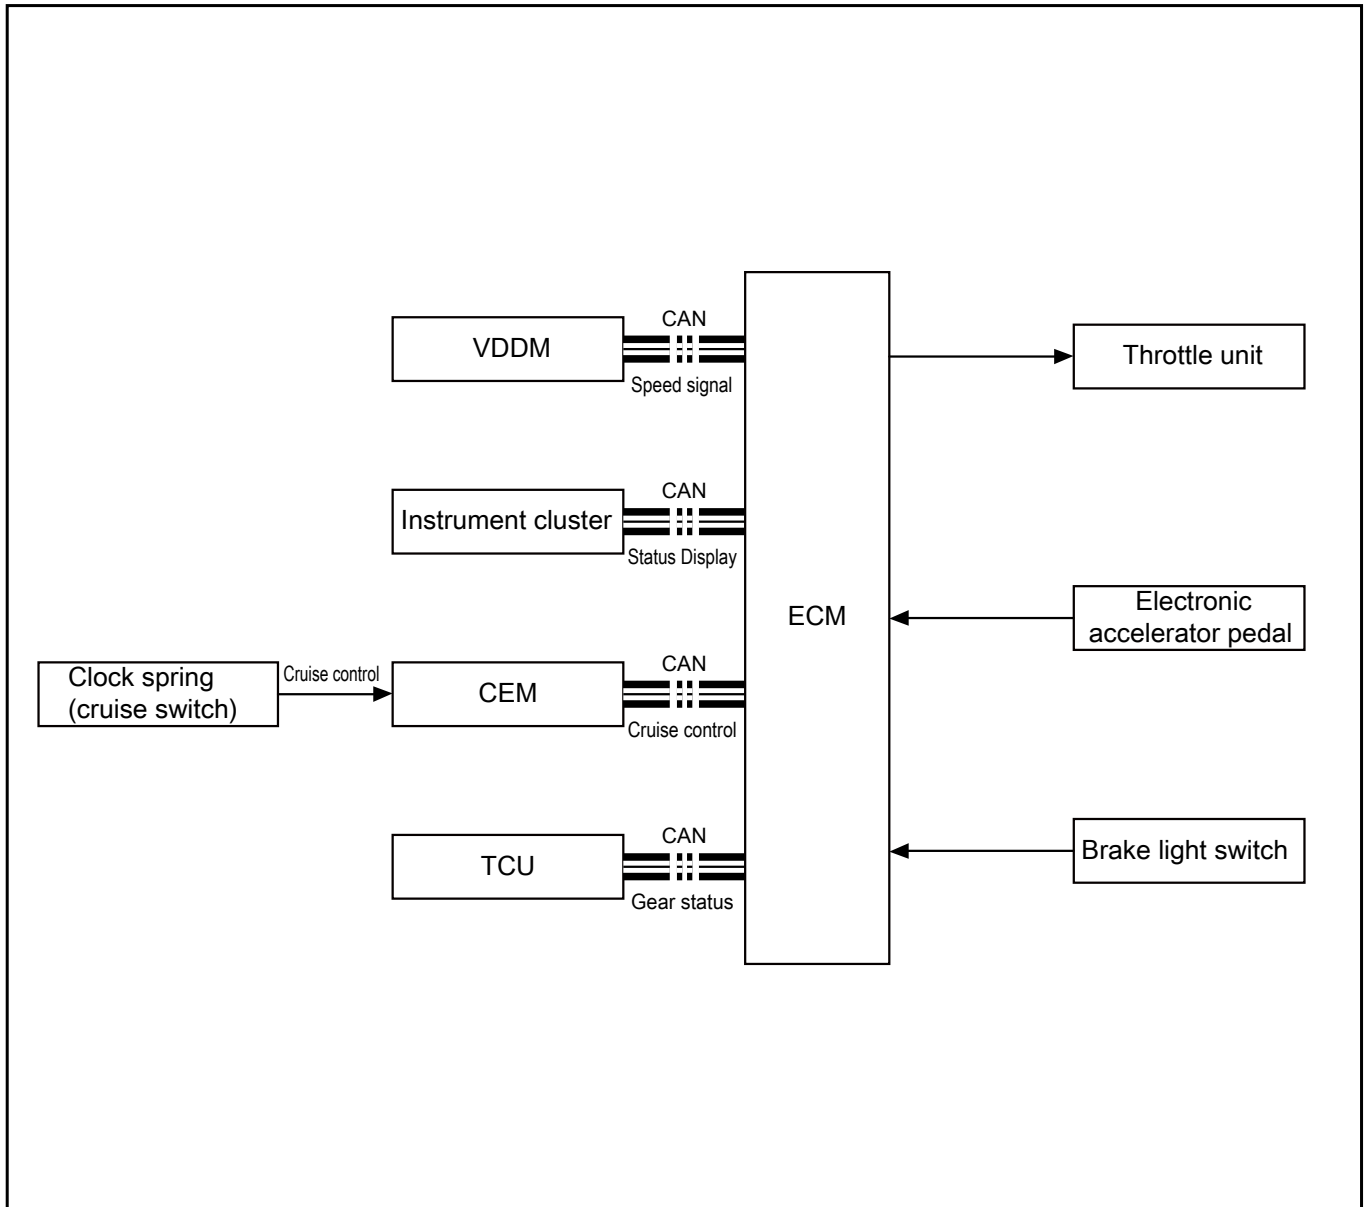 CAN
VDDM
Speed signal
Throttle unit
CAN
Instrument cluster
Status Display
ECM
Electronic
accelerator pedal
Clock spring
(cruise switch)
Cruise control
CEM
CAN
Cruise control
CAN
TCU
Gear status
Brake light switch